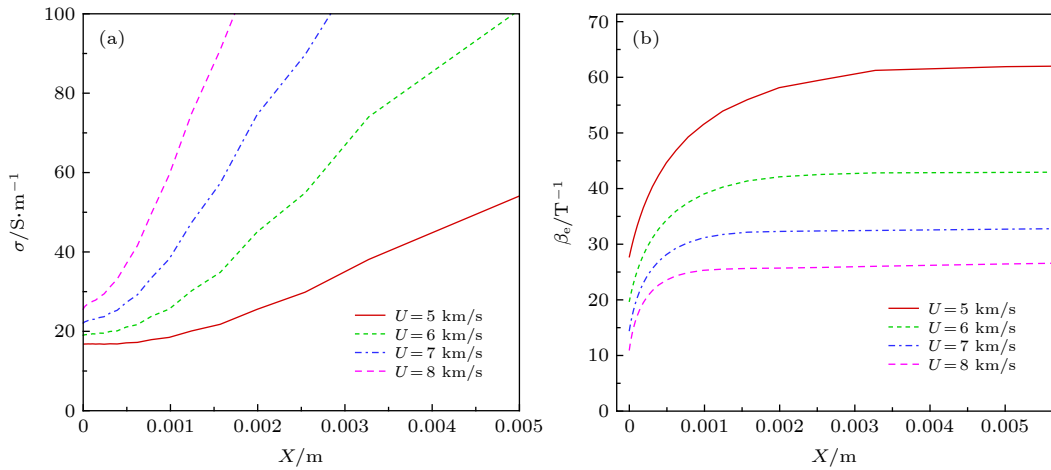 (a)
100
80
60
40
20
0
σ/S·m⁻¹
U=5 km/s
U=6 km/s
U=7 km/s
U=8 km/s
0 0.001 0.002 0.003 0.004 0.005
X/m
(b)
70
60
50
40
30
20
10
0
βₑ/T⁻¹
U=5 km/s
U=6 km/s
U=7 km/s
U=8 km/s
0 0.001 0.002 0.003 0.004 0.005
X/m